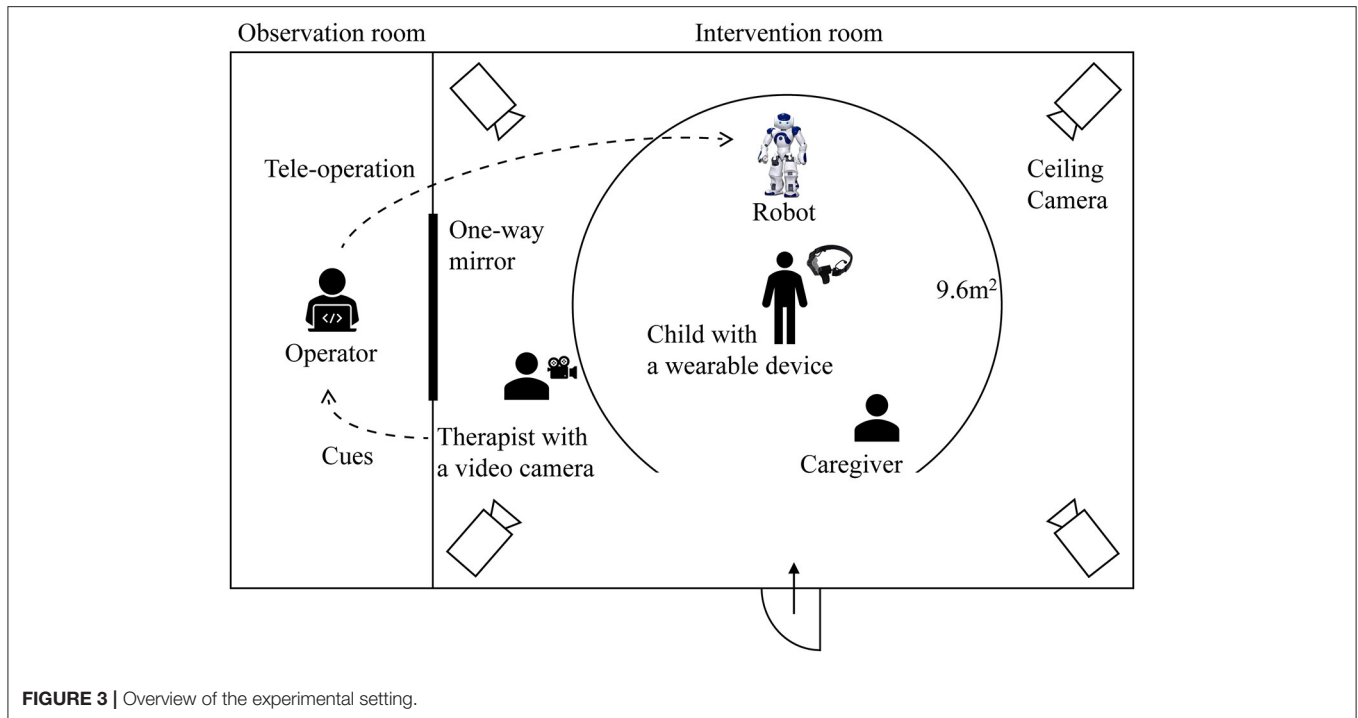 Observation room
Intervention room
Tele-operation
One-way
mirror
Robot
Ceiling
Camera
9.6m²
</>
Operator
Child with
a wearable device
Cues
Therapist with
a video camera
Caregiver
FIGURE 3 | Overview of the experimental setting.